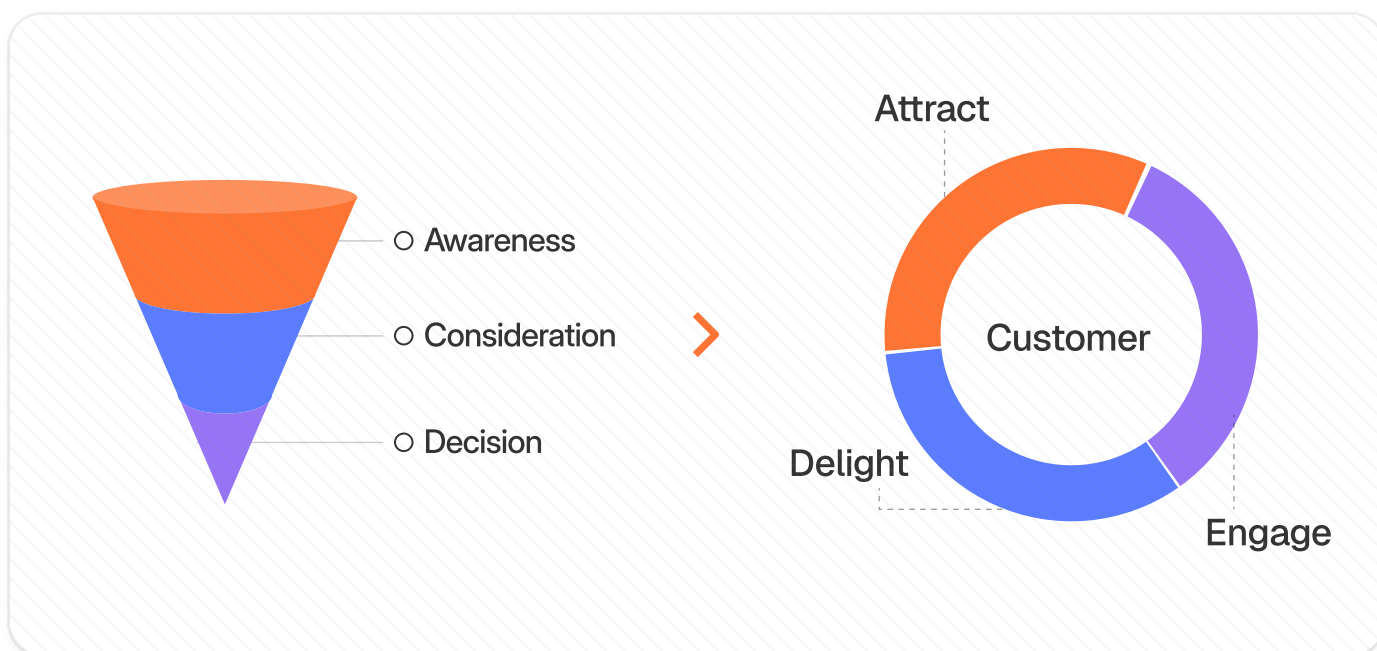 Awareness
Consideration
Decision
Attract
Customer
Delight
Engage